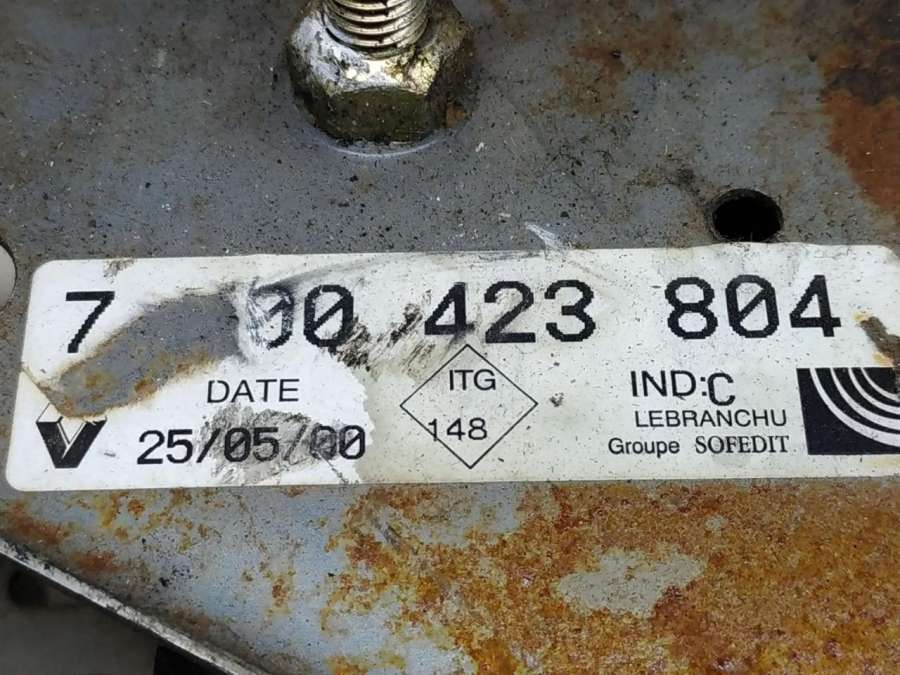 7 00 423 804
DATE
25/05/00
ITG
148
IND:C
LEBRANCHU
Groupe SOFEDIT